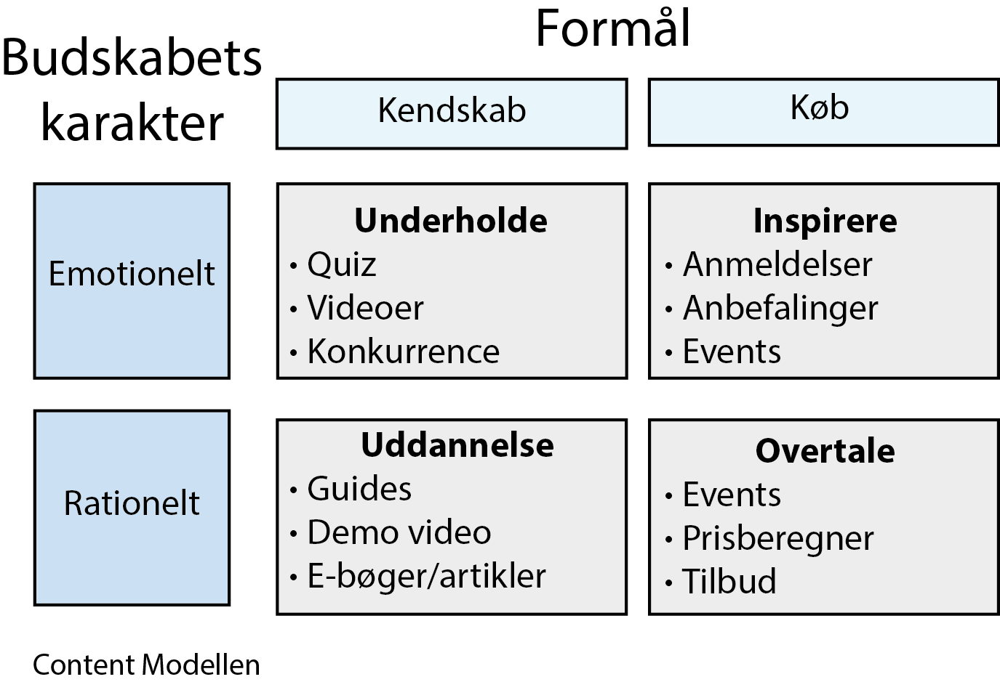 Formål
Budskabets
karakter
Kendskab
Køb
Emotionelt
Underholde
• Quiz
• Videoer
• Konkurrence
Inspirere
• Anmeldelser
• Anbefalinger
• Events
Rationelt
Uddannelse
• Guides
• Demo video
• E-bøger/artikler
Overtale
• Events
• Prisberegner
• Tilbud
Content Modellen